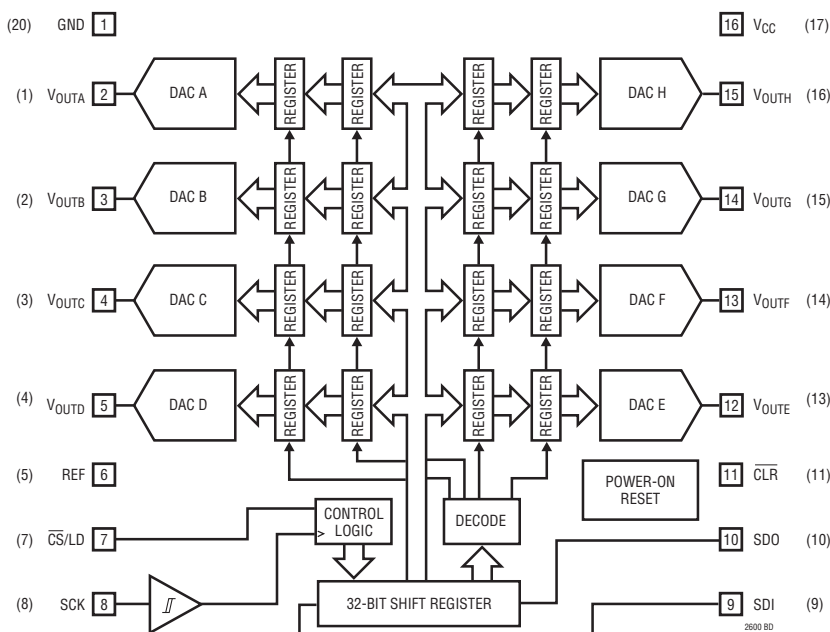 (20) GND 1
16 VCC (17)
(1) VOUTA 2 DAC A REGISTER REGISTER REGISTER REGISTER DAC H 15 VOUTH (16)
(2) VOUTB 3 DAC B REGISTER REGISTER REGISTER REGISTER DAC G 14 VOUTG (15)
(3) VOUTC 4 DAC C REGISTER REGISTER REGISTER REGISTER DAC F 13 VOUTF (14)
(4) VOUTD 5 DAC D REGISTER REGISTER REGISTER REGISTER DAC E 12 VOUTE (13)
(5) REF 6
POWER-ON
RESET
11 CLR (11)
(7) CS/LD 7
CONTROL
LOGIC
>
DECODE
10 SDO (10)
(8) SCK 8
32-BIT SHIFT REGISTER
9 SDI (9)
2600 BD